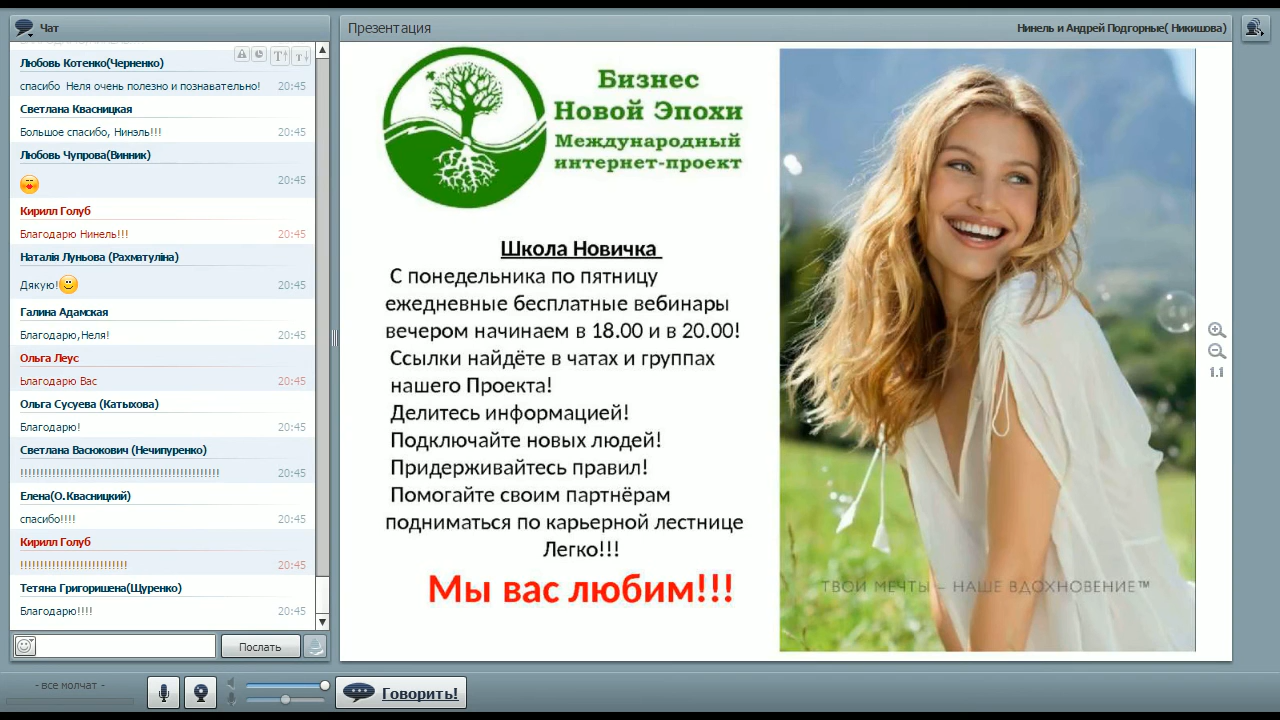 Чат
Любовь Котенко(Черненко)
спасибо Неля очень полезно и познавательно! 20:45
Светлана Квасницкая
Большое спасибо, Нинэль!!! 20:45
Любовь Чупрова(Винник)
20:45
Кирилл Голуб
Благодарю Нинель!!! 20:45
Наталія Луньова (Рахматуліна)
Дякую! 20:45
Галина Адамская
Благодарю,Неля! 20:45
Ольга Леус
Ьлагодарю Вас 20:45
Ольга Сусуева (Катыхова)
Благодарю! 20:45
Светлана Васюкович (Нечипуренко)
!!!!!!!!!!!!!!!!!!!!!!!!!!!!!!!!!!!!!!!!!!!!!!!!!! 20:45
Елена(О.Квасницкий)
спасибо!!!! 20:45
Кирилл Голуб
!!!!!!!!!!!!!!!!!!!!!!!!!!! 20:45
Тетяна Григоришена(Щуренко)
Благодарю!!!! 20:45
Послать
- все молчат -
Говорить!
Презентация
Нинель и Андрей Подгорные( Никишова)
Бизнес
Новой Эпохи
Международный
интернет-проект
Школа Новичка
С понедельника по пятницу
ежедневные бесплатные вебинары
вечером начинаем в 18.00 и в 20.00!
Ссылки найдёте в чатах и группах
нашего Проекта!
Делитесь информацией!
Подключайте новых людей!
Придерживайтесь правил!
Помогайте своим партнёрам
подниматься по карьерной лестнице
Легко!!!
Мы вас любим!!!
ТВОИ МЕЧТЫ – НАШЕ ВДОХНОВЕНИЕ™
1.1